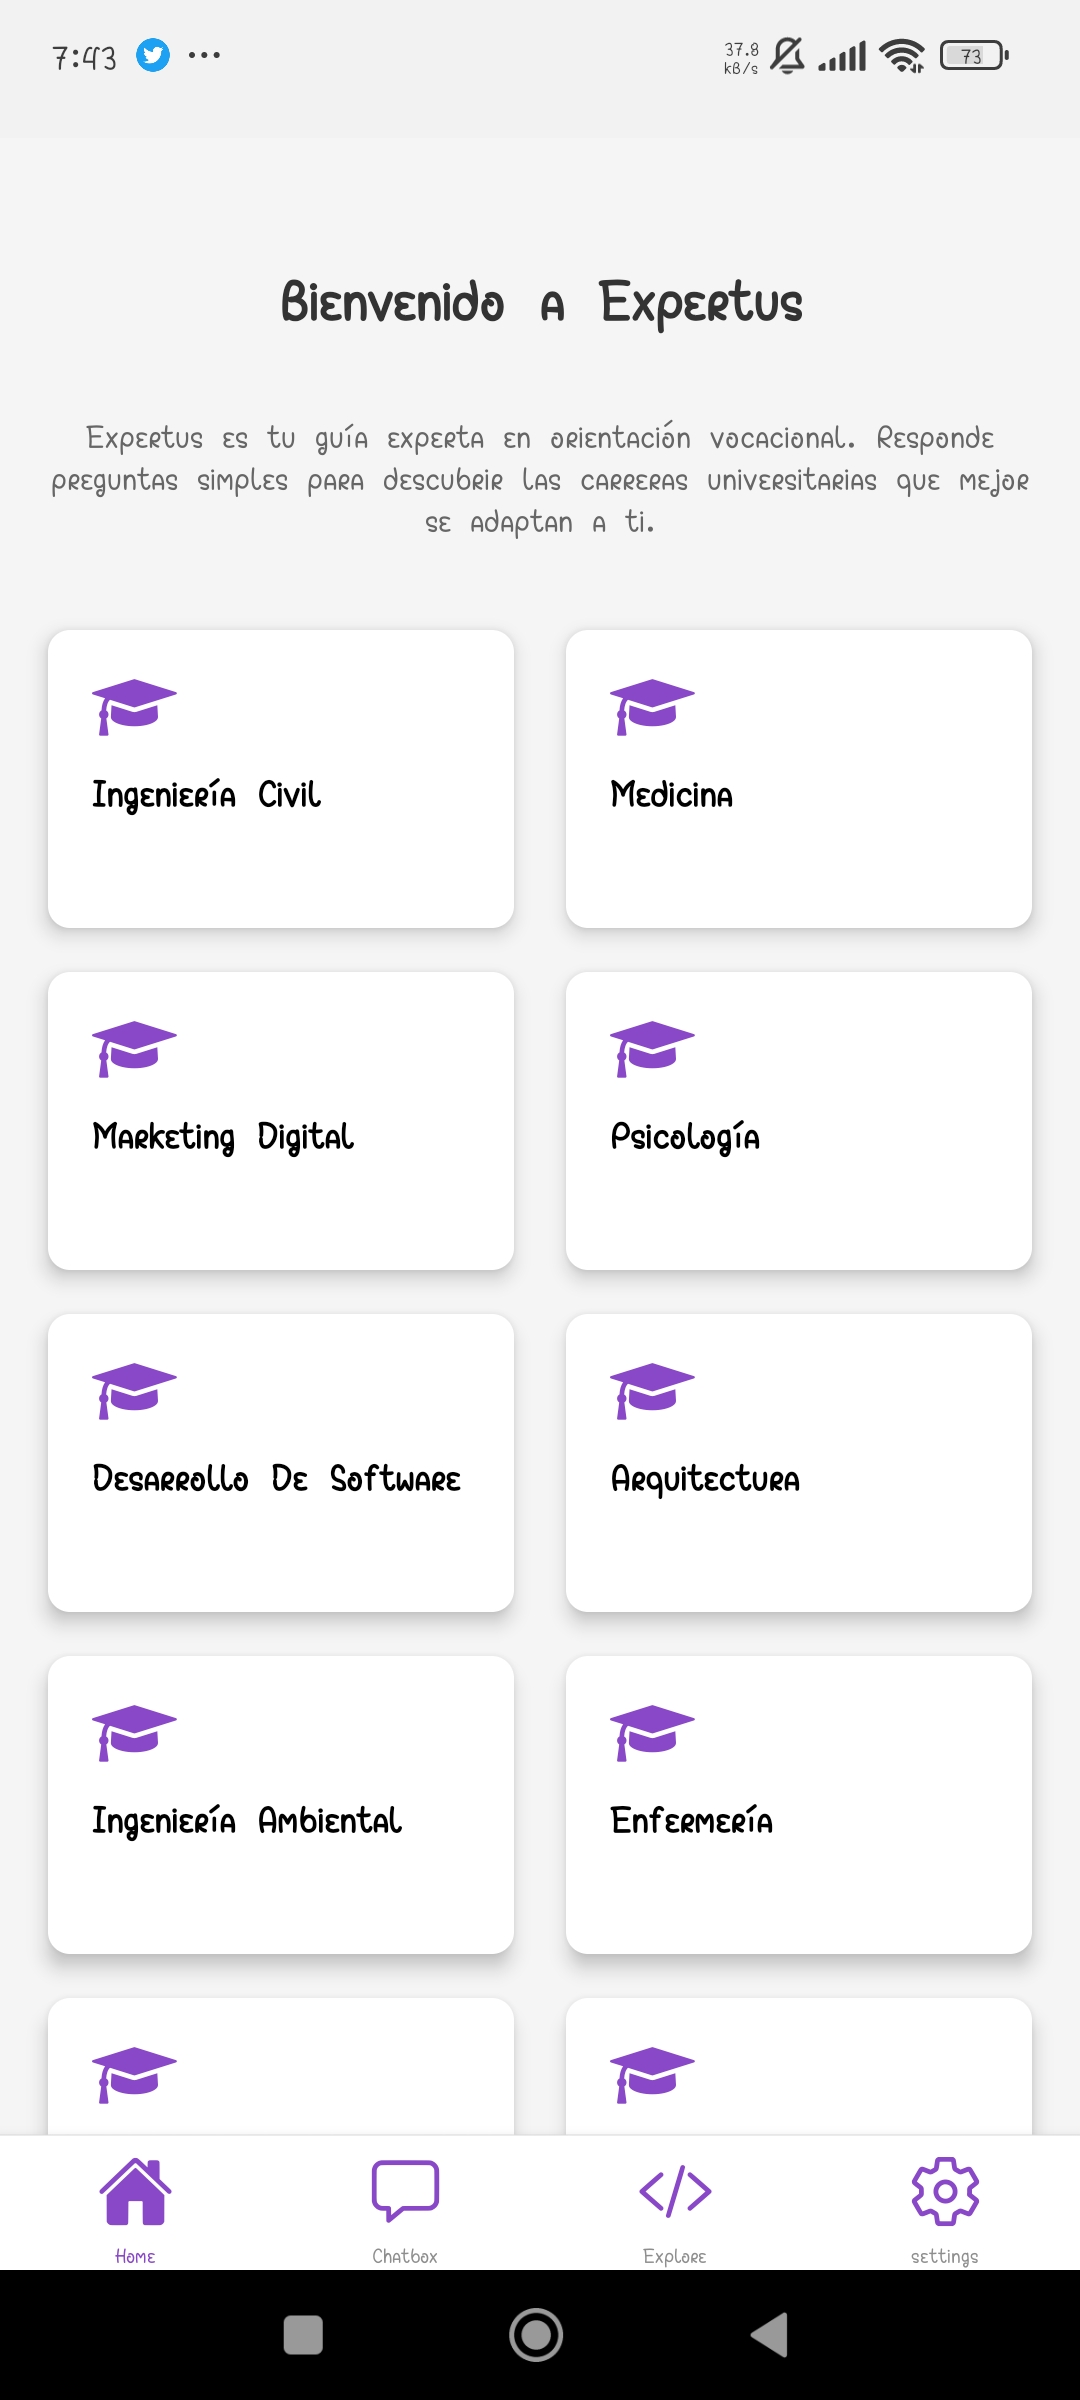 7:43
37.8
kB/s
73
Bienvenido a Expertus
Expertus es tu guía experta en orientación vocacional. Responde
preguntas simples para descubrir las carreras universitarias que mejor
se adaptan a ti.
Ingeniería Civil
Medicina
Marketing Digital
Psicología
Desarrollo De Software
Arquitectura
Ingeniería Ambiental
Enfermería
Home
Chatbox
Explore
settings